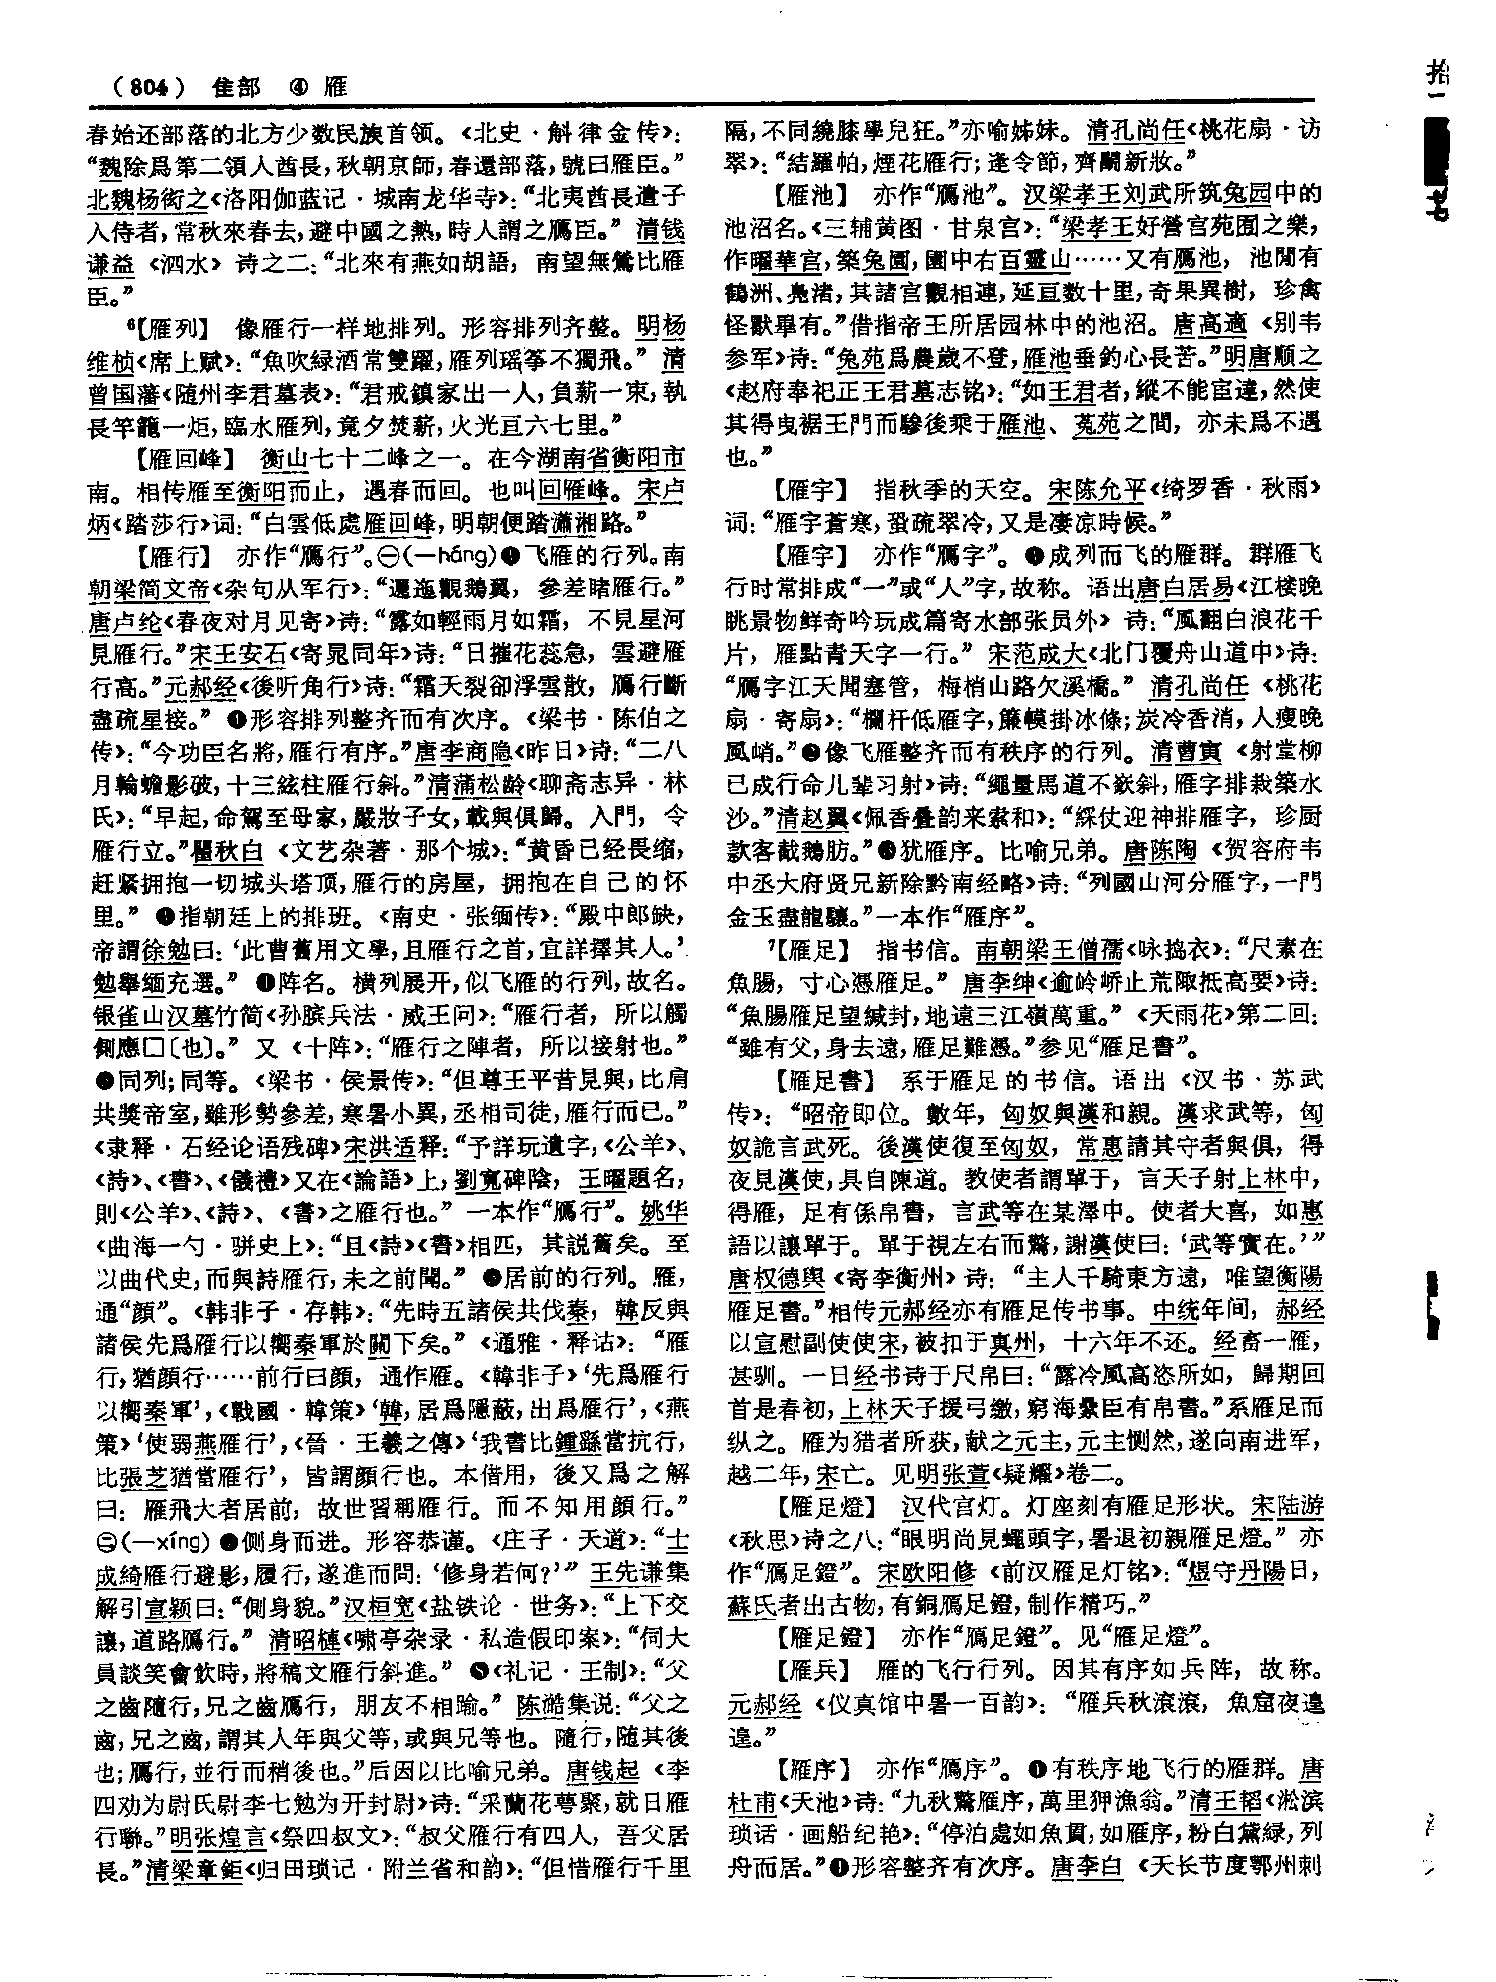 (804) 隹部 ④ 雁
春始还部落的北方少数民族首领。《北史·斛律金传》：
“魏除爲第二領人酋長，秋朝京師，春還部落，號曰雁臣。”
北魏杨衒之《洛阳伽蓝记·城南龙华寺》：“北夷酋長遣子
入侍者，常秋來春去，避中國之熱，時人謂之鴈臣。” 清钱
谦益《泗水》诗之二：“北來有燕如胡語，南望無鶯比雁
臣。”
⁶【雁列】 像雁行一样地排列。形容排列齐整。明杨
维桢《席上赋》：“魚吹緑酒常雙躍，雁列瑶筝不獨飛。” 清
曾国藩《随州李君墓表》：“君戒鎮家出一人，負薪一束，執
長竿籠一炬，臨水雁列，竟夕焚薪，火光亘六七里。”
【雁回峰】 衡山七十二峰之一。在今湖南省衡阳市
南。相传雁至衡阳而止，遇春而回。也叫回雁峰。宋卢
炳《踏莎行》词：“白雲低處雁回峰，明朝便踏瀟湘路。”
【雁行】 亦作“鴈行”。㊀(—háng)❶飞雁的行列。南
朝梁简文帝《杂句从军行》：“邐迤觀鵝翼，參差睹雁行。”
唐卢纶《春夜对月见寄》诗：“露如輕雨月如霜，不見星河
見雁行。”宋王安石《寄晁同年》诗：“日摧花蕊急，雲避雁
行高。”元郝经《後听角行》诗：“霜天裂卻浮雲散，鴈行斷
盡疏星接。” ❷形容排列整齐而有次序。《梁书·陈伯之
传》：“今功臣名將，雁行有序。”唐李商隐《昨日》诗：“二八
月輪蟾影破，十三絃柱雁行斜。”清蒲松龄《聊斋志异·林
氏》：“早起，命駕至母家，嚴妝子女，載與俱歸。入門，令
雁行立。”瞿秋白《文艺杂著·那个城》：“黄昏已经畏缩，
赶紧拥抱一切城头塔顶，雁行的房屋，拥抱在自己的怀
里。” ❸指朝廷上的排班。《南史·张缅传》：“殿中郎缺，
帝謂徐勉曰：‘此曹舊用文學，且雁行之首，宜詳擇其人。’
勉舉缅充選。” ❹阵名。横列展开，似飞雁的行列，故名。
银雀山汉墓竹简《孙膑兵法·威王问》：“雁行者，所以觸
側應□〔也〕。” 又《十阵》：“雁行之陣者，所以接射也。”
❺同列；同等。《梁书·侯景传》：“但尊王平昔見與，比肩
共獎帝室，雖形勢參差，寒暑小異，丞相司徒，雁行而已。”
《隶释·石经论语残碑》宋洪适释：“予詳玩遺字，《公羊》、
《詩》、《書》、《儀禮》又在《論語》上，劉寬碑陰，王曜題名，
則《公羊》、《詩》、《書》之雁行也。” 一本作“鴈行”。姚华
《曲海一勺·骈史上》：“且《詩》《書》相匹，其説舊矣。至
以曲代史，而與詩雁行，未之前聞。” ❻居前的行列。雁，
通“顔”。《韩非子·存韩》：“先時五諸侯共伐秦，韓反與
諸侯先爲雁行以嚮秦軍於關下矣。”《通雅·释诂》：“雁
行，猶顔行……前行曰顔，通作雁。《韓非子》‘先爲雁行
以嚮秦軍’，《戰國·韓策》‘韓，居爲隱蔽，出爲雁行’，《燕
策》‘使弱燕雁行’，《晉·王羲之傳》‘我書比鍾繇當抗行，
比張芝猶當雁行’，皆謂顔行也。本借用，後又爲之解
曰：雁飛大者居前，故世習稱雁行。而不知用顔行。”
㊁(—xíng) ❶侧身而进。形容恭谨。《庄子·天道》：“士
成绮雁行避影，履行，遂進而問：‘修身若何？’” 王先谦集
解引宣颖曰：“側身貌。”汉桓宽《盐铁论·世务》：“上下交
讓，道路鴈行。” 清昭槤《啸亭杂录·私造假印案》：“伺大
員談笑會飲時，將稿文雁行斜進。” ❷《礼记·王制》：“父
之齒隨行，兄之齒鴈行，朋友不相踰。” 陈澔集说：“父之
齒，兄之齒，謂其人年與父等，或與兄等也。隨行，随其後
也；鴈行，並行而稍後也。”后因以比喻兄弟。唐钱起《李
四劝为尉氏尉李七勉为开封尉》诗：“采蘭花萼聚，就日雁
行聯。”明张煌言《祭四叔文》：“叔父雁行有四人，吾父居
長。”清梁章鉅《归田琐记·附兰省和韵》：“但惜雁行千里
隔，不同繞膝學兒狂。”亦喻姊妹。清孔尚任《桃花扇·访
翠》：“結羅帕，煙花雁行；逢令節，齊鬭新妝。”
【雁池】 亦作“鴈池”。汉梁孝王刘武所筑兔园中的
池沼名。《三辅黄图·甘泉宫》：“梁孝王好營宫苑囿之樂，
作曜華宫，築兔園，園中右百靈山……又有鴈池，池間有
鶴洲、鳧渚，其諸宫觀相連，延亘数十里，奇果異樹，珍禽
怪獸畢有。”借指帝王所居园林中的池沼。唐高適《别韦
参军》诗：“兔苑爲農歲不登，雁池垂釣心長苦。”明唐顺之
《赵府奉祀正王君墓志铭》：“如王君者，縱不能宦達，然使
其得曳裾王門而驂後乘于雁池、菟苑之間，亦未爲不遇
也。”
【雁宇】 指秋季的天空。宋陈允平《绮罗香·秋雨》
词：“雁宇蒼寒，蛩疏翠冷，又是凄凉時候。”
【雁字】 亦作“鴈字”。❶成列而飞的雁群。群雁飞
行时常排成“一”或“人”字，故称。语出唐白居易《江楼晚
眺景物鲜奇吟玩成篇寄水部张员外》诗：“風翻白浪花千
片，雁點青天字一行。” 宋范成大《北门覆舟山道中》诗：
“鴈字江天聞塞管，梅梢山路欠溪橋。” 清孔尚任《桃花
扇·寄扇》：“欄杆低雁字，簾幙掛冰條；炭冷香消，人瘦晚
風峭。”❷像飞雁整齐而有秩序的行列。清曹寅《射堂柳
已成行命儿辈习射》诗：“繩量馬道不欹斜，雁字排栽築水
沙。”清赵翼《佩香叠韵来索和》：“綵仗迎神排雁字，珍厨
款客截鵝肪。”❸犹雁序。比喻兄弟。唐陈陶《贺容府韦
中丞大府贤兄新除黔南经略》诗：“列國山河分雁字，一門
金玉盡龍驤。”一本作“雁序”。
⁷【雁足】 指书信。南朝梁王僧孺《咏捣衣》：“尺素在
魚腸，寸心憑雁足。” 唐李绅《逾岭峤止荒陬抵高要》诗：
“魚腸雁足望緘封，地遠三江嶺萬重。”《天雨花》第二回：
“雖有父，身去遠，雁足難憑。”参见“雁足書”。
【雁足書】 系于雁足的书信。语出《汉书·苏武
传》：“昭帝即位。數年，匈奴與漢和親。漢求武等，匈
奴詭言武死。後漢使復至匈奴，常惠請其守者與俱，得
夜見漢使，具自陳道。教使者謂單于，言天子射上林中，
得雁，足有係帛書，言武等在某澤中。使者大喜，如惠
語以讓單于。單于視左右而驚，謝漢使曰：‘武等實在。’”
唐权德舆《寄李衡州》诗：“主人千騎東方遠，唯望衡陽
雁足書。”相传元郝经亦有雁足传书事。中统年间，郝经
以宣慰副使使宋，被扣于真州，十六年不还。经畜一雁，
甚驯。一日经书诗于尺帛曰：“露冷風高恣所如，歸期回
首是春初，上林天子援弓缴，窮海纍臣有帛書。”系雁足而
纵之。雁为猎者所获，献之元主，元主恻然，遂向南进军，
越二年，宋亡。见明张萱《疑耀》卷二。
【雁足燈】 汉代宫灯。灯座刻有雁足形状。宋陆游
《秋思》诗之八：“眼明尚見蠅頭字，暑退初親雁足燈。” 亦
作“鴈足鐙”。宋欧阳修《前汉雁足灯铭》：“煜守丹陽日，
蘇氏者出古物，有銅鴈足鐙，制作精巧。”
【雁足鐙】 亦作“鴈足鐙”。见“雁足燈”。
【雁兵】 雁的飞行行列。因其有序如兵阵，故称。
元郝经《仪真馆中暑一百韵》：“雁兵秋滚滚，魚窟夜遑
遑。”
【雁序】 亦作“鴈序”。❶有秩序地飞行的雁群。唐
杜甫《天池》诗：“九秋驚雁序，萬里狎漁翁。”清王韬《淞滨
琐话·画船纪艳》：“停泊處如魚貫，如雁序，粉白黛緑，列
舟而居。”❷形容整齐有次序。唐李白《天长节度鄂州刺